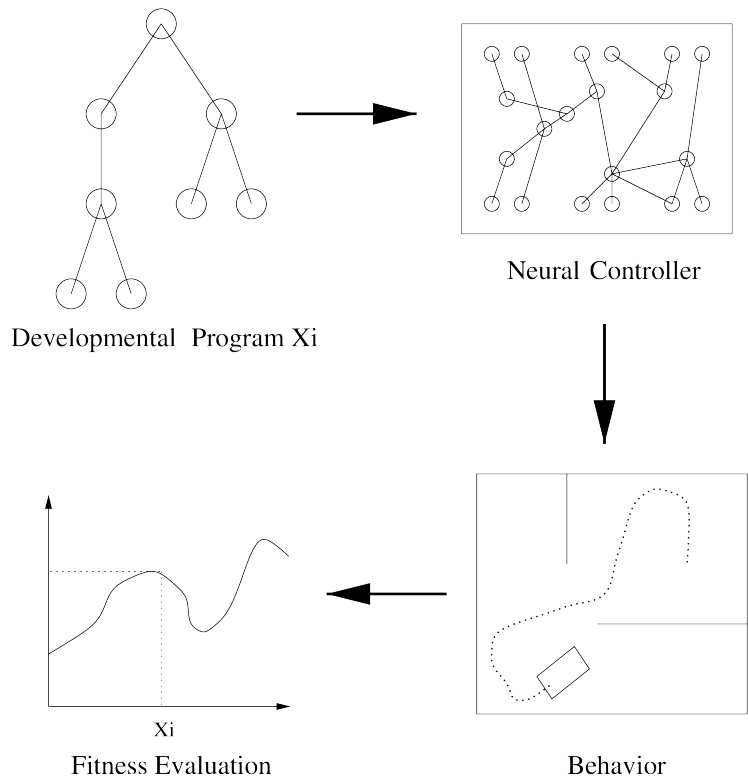 Developmental Program Xi
Neural Controller
Xi
Fitness Evaluation
Behavior